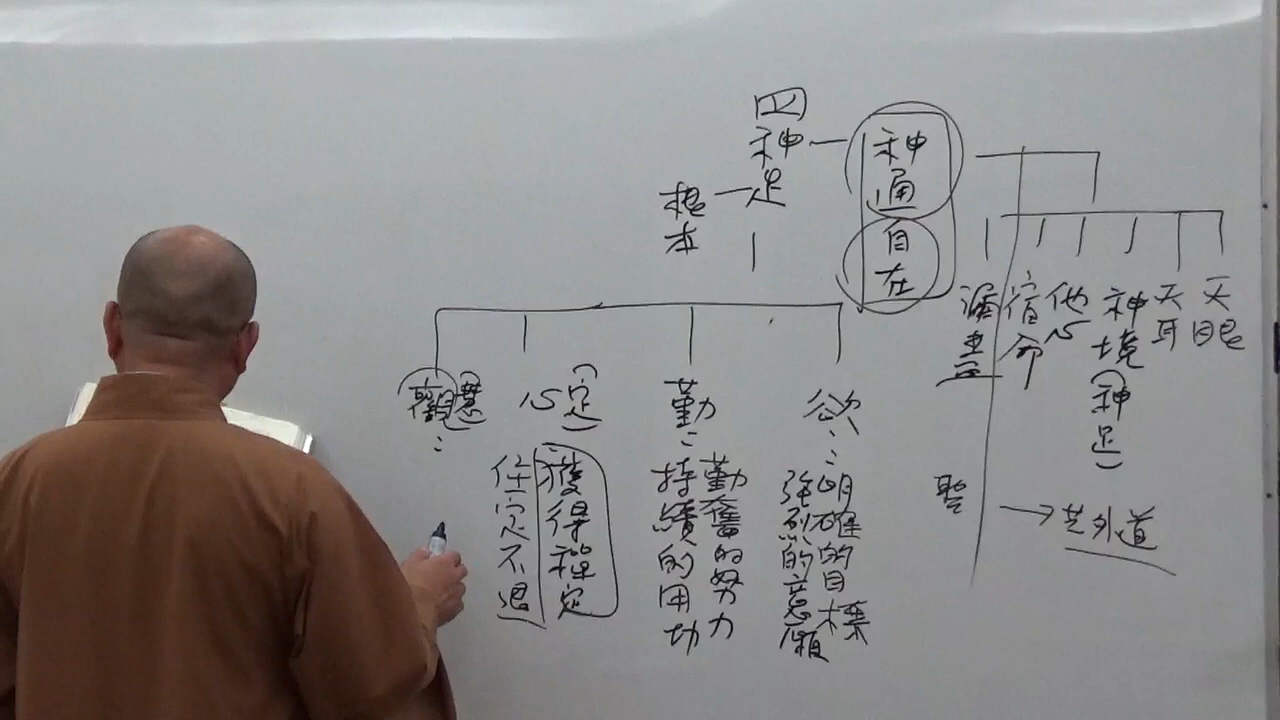 四神足
根本
神通自在
天眼
天耳
神境(神足)
他心
宿命
漏盡
聖
共外道
欲:
明確的目標
強烈的意願
勤:
勤奮的努力
持續的用功
心(定)
獲得禪定
住定不退
觀(慧):